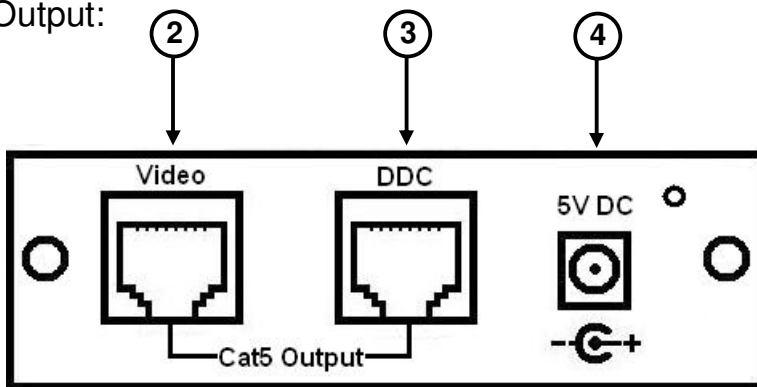 Output:
2 3 4
Video DDC
5V DC
Cat5 Output
- +